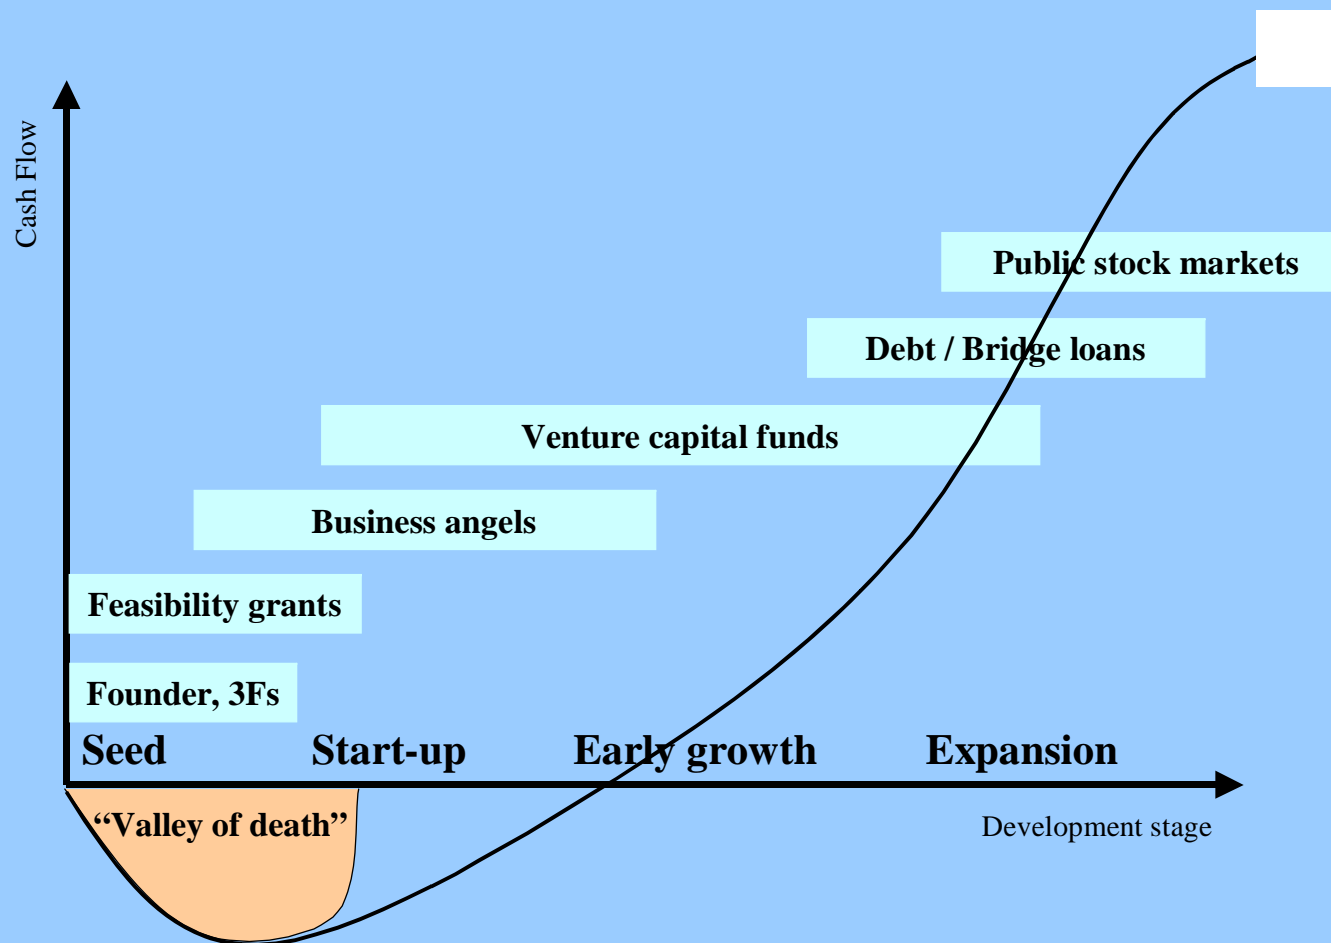 Cash Flow
Public stock markets
Debt / Bridge loans
Venture capital funds
Business angels
Feasibility grants
Founder, 3Fs
Seed Start-up Early growth Expansion
“Valley of death”
Development stage